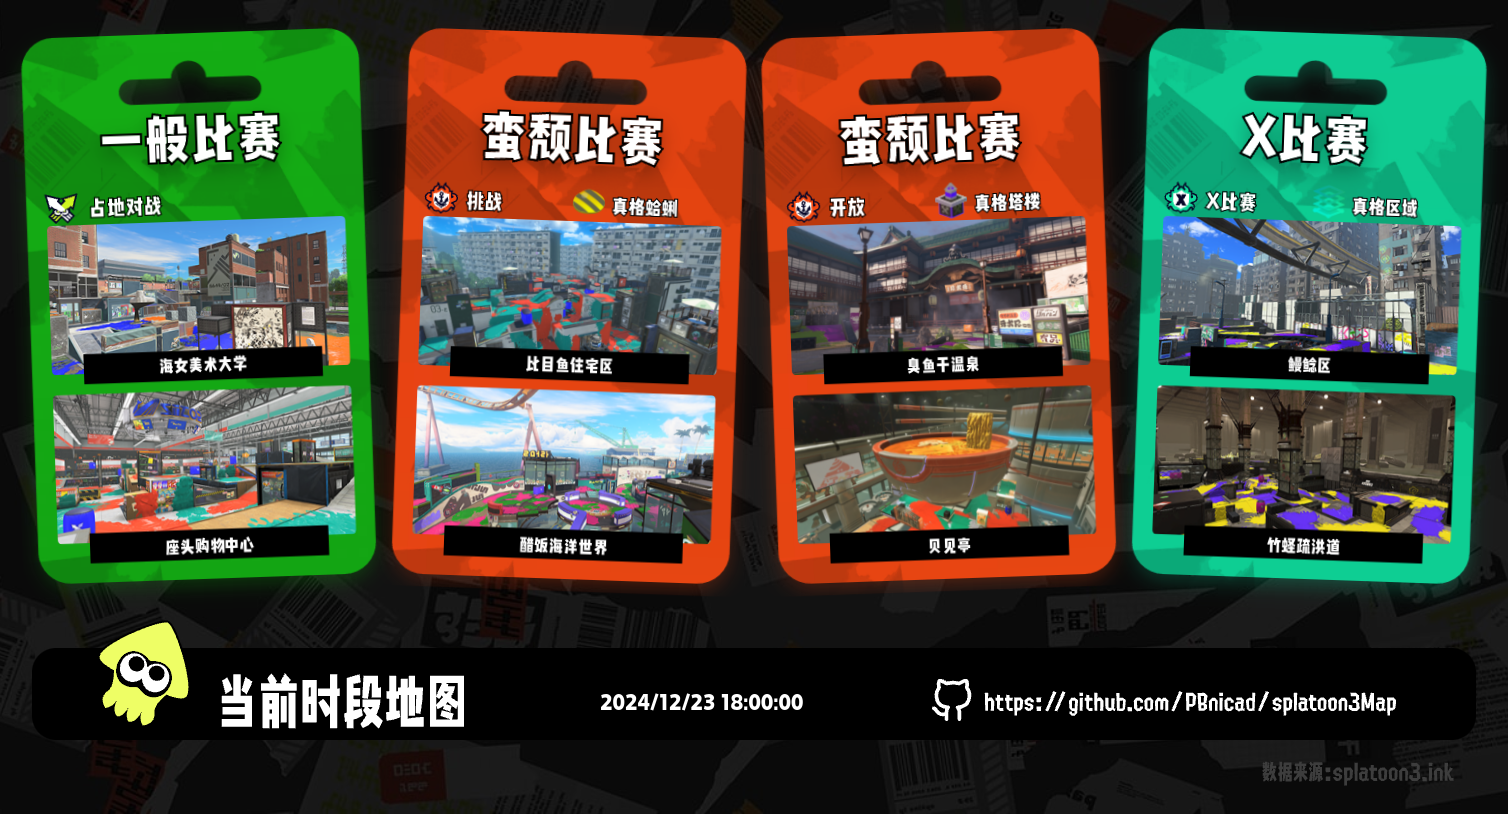 一般比赛
占地对战
海女美术大学
座头购物中心
蛮颓比赛
挑战
真格蛤蜊
比目鱼住宅区
醋饭海洋世界
蛮颓比赛
开放
真格塔楼
臭鱼干温泉
贝见亭
X比赛
X比赛
真格区域
鳗鲶区
竹蛏疏洪道
当前时段地图
2024/12/23 18:00:00
https://github.com/PBnicad/splatoon3Map
数据来源:splatoon3.ink